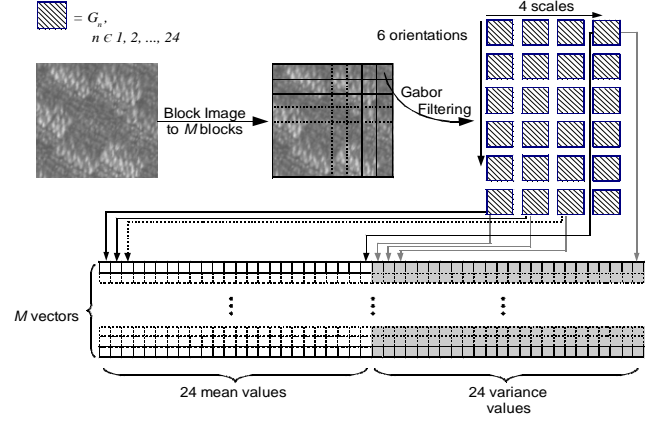 = Gn,
n ∈ 1, 2, ..., 24
4 scales
6 orientations
Block Image
to M blocks
Gabor
Filtering
M vectors
24 mean values
24 variance
values